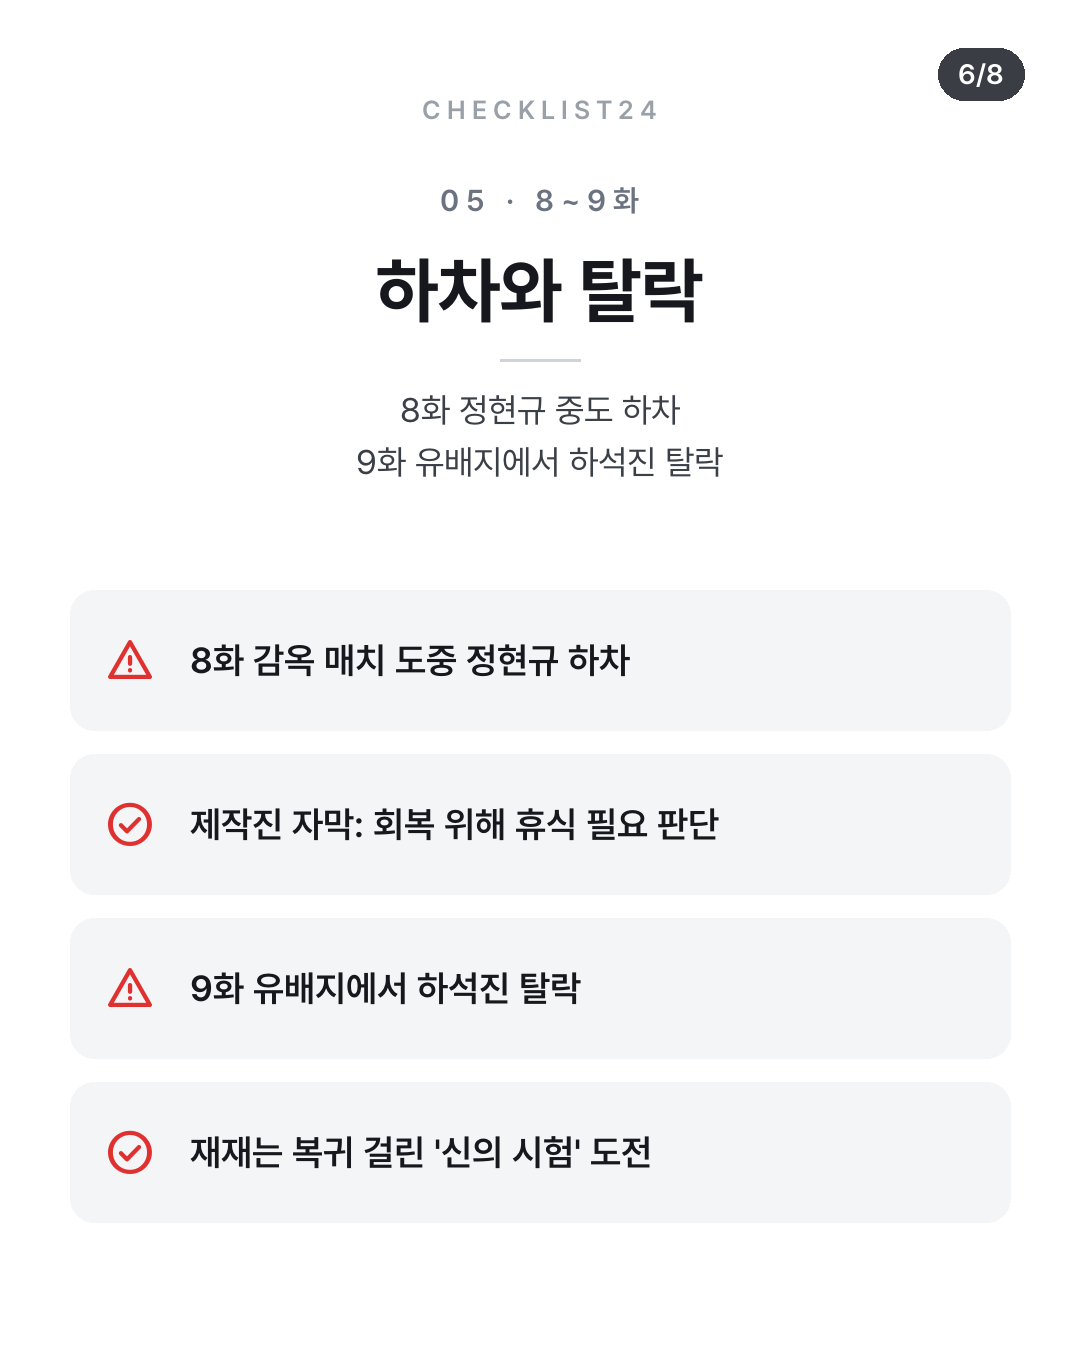 6/8
CHECKLIST24
05 · 8~9화
하차와 탈락
8화 정현규 중도 하차
9화 유배지에서 하석진 탈락
8화 감옥 매치 도중 정현규 하차
제작진 자막: 회복 위해 휴식 필요 판단
9화 유배지에서 하석진 탈락
재재는 복귀 걸린 '신의 시험' 도전